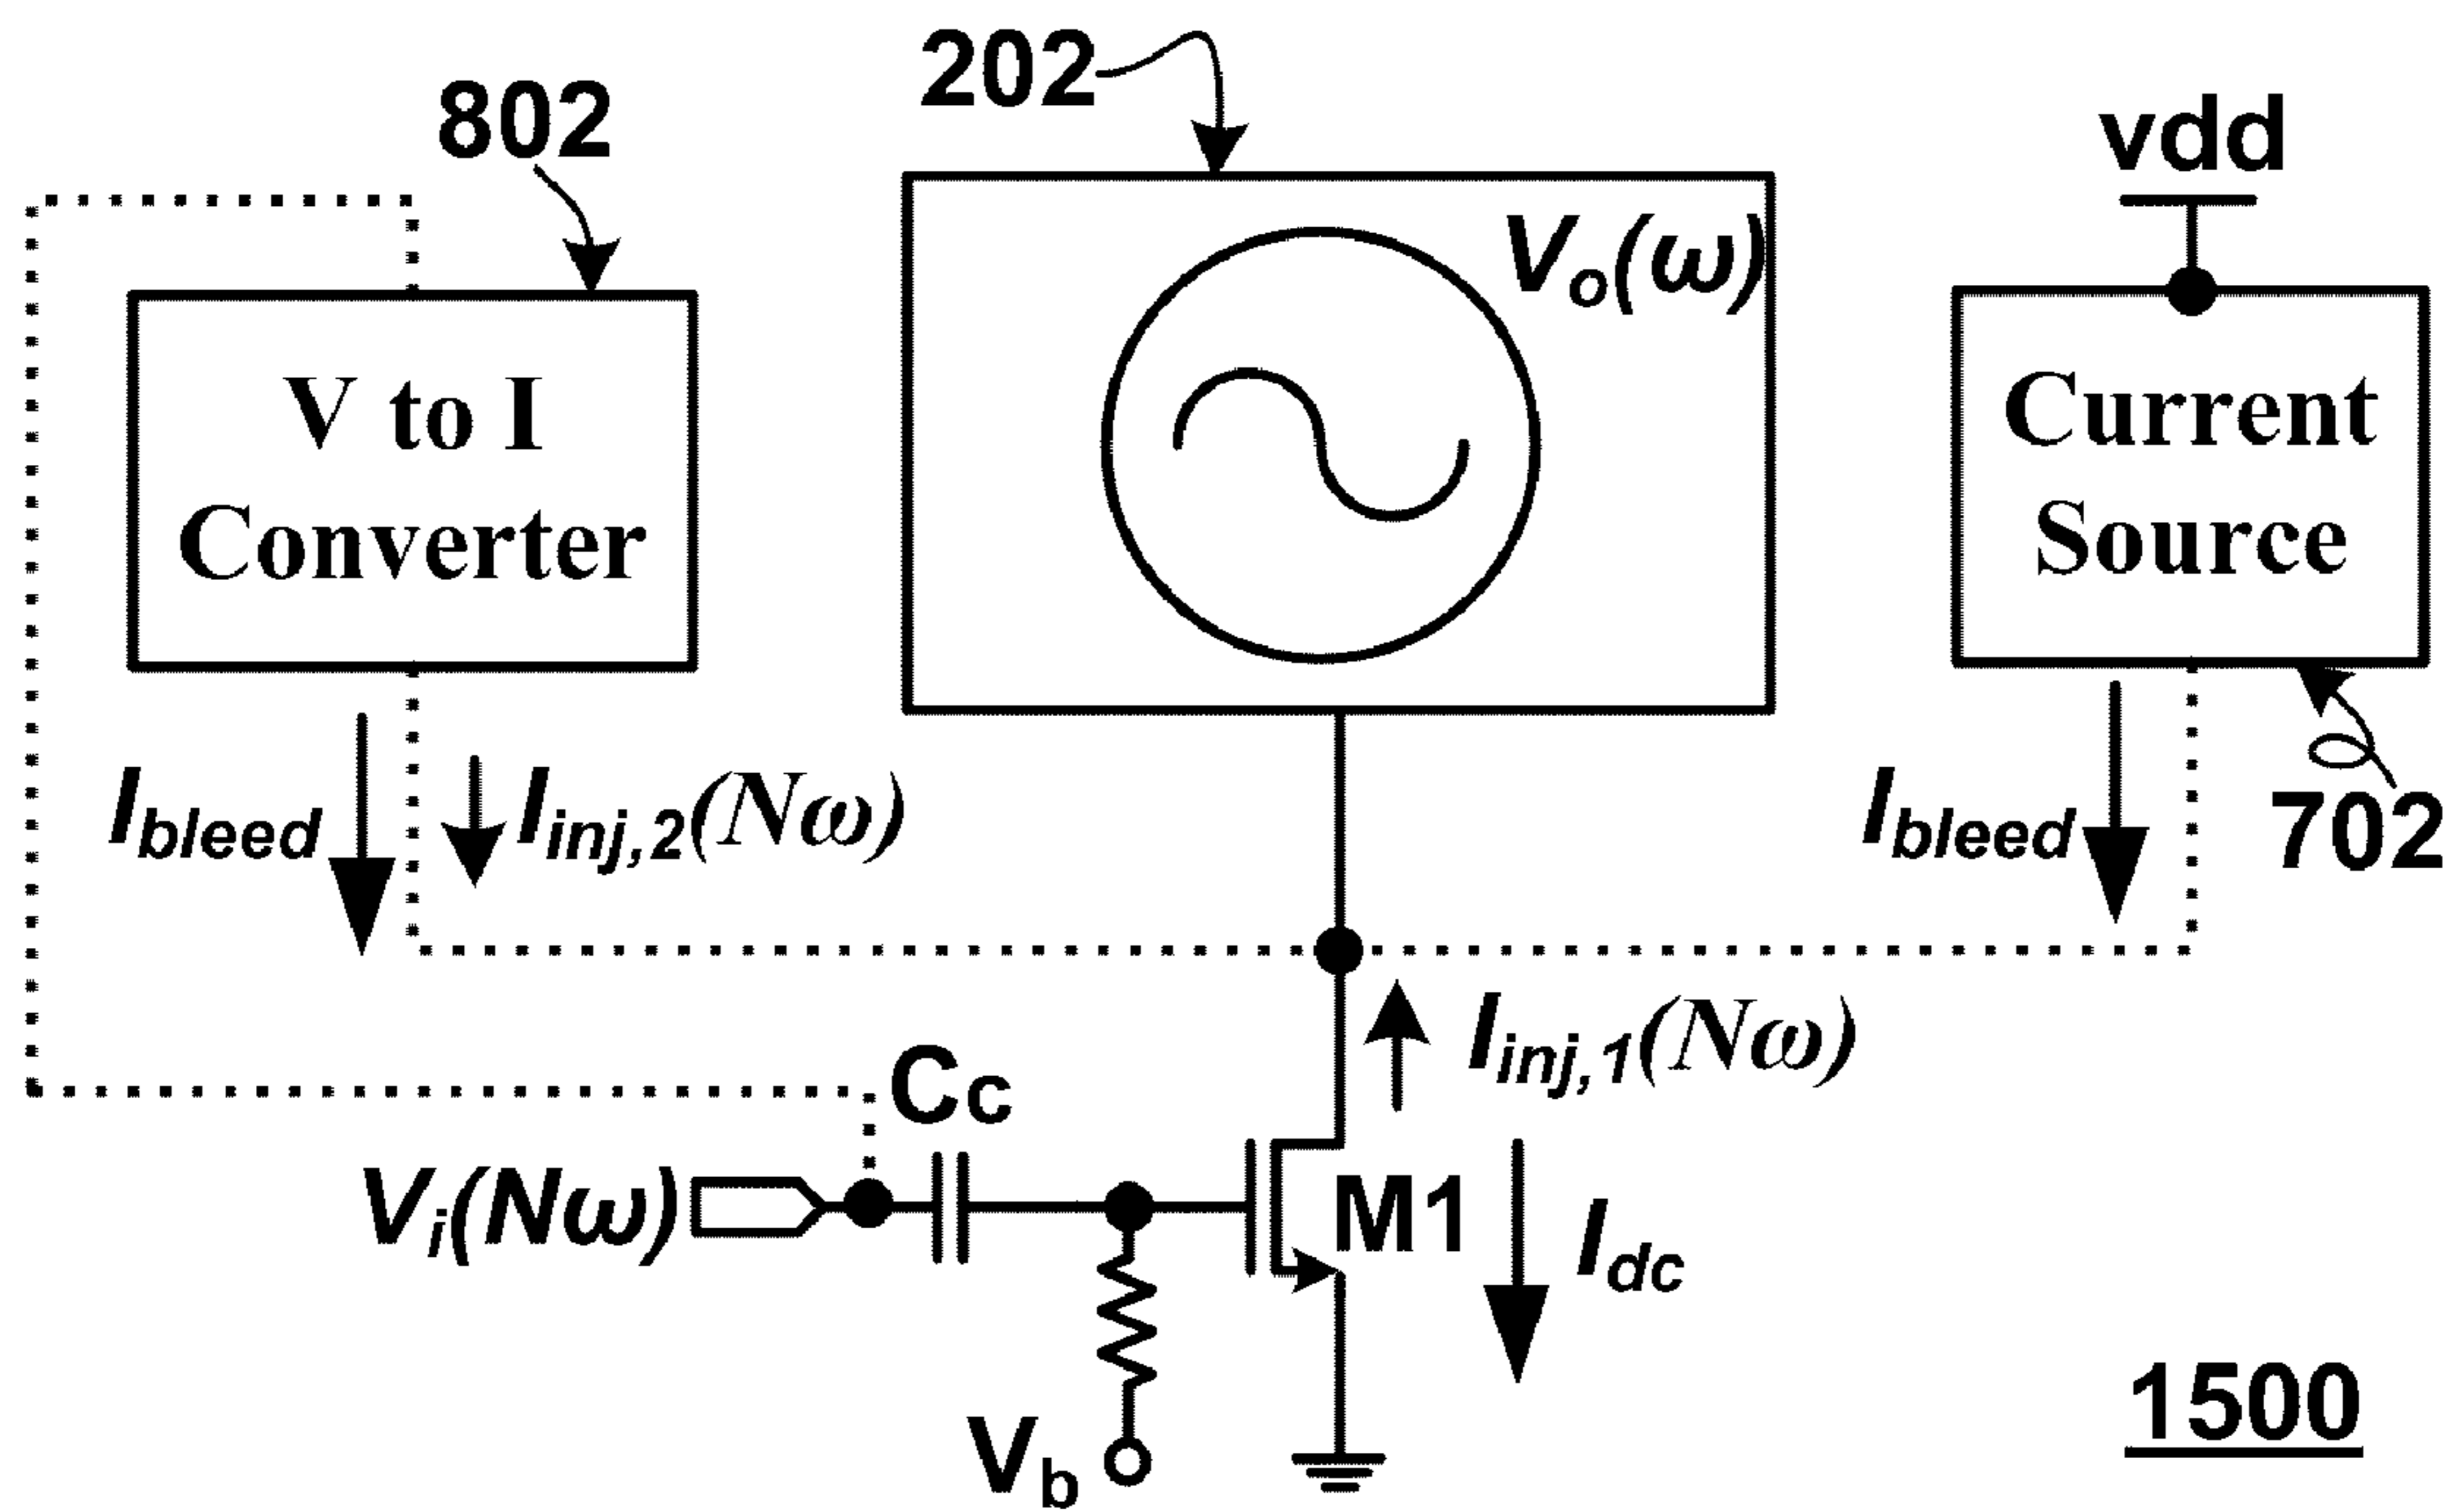 202
802
vdd
Vo(ω)
V to I
Converter
Current
Source
Ibleed
Iinj,2(Nω)
Ibleed
702
Iinj,1(Nω)
Cc
Vi(Nω)
M1
Idc
Vb
1500